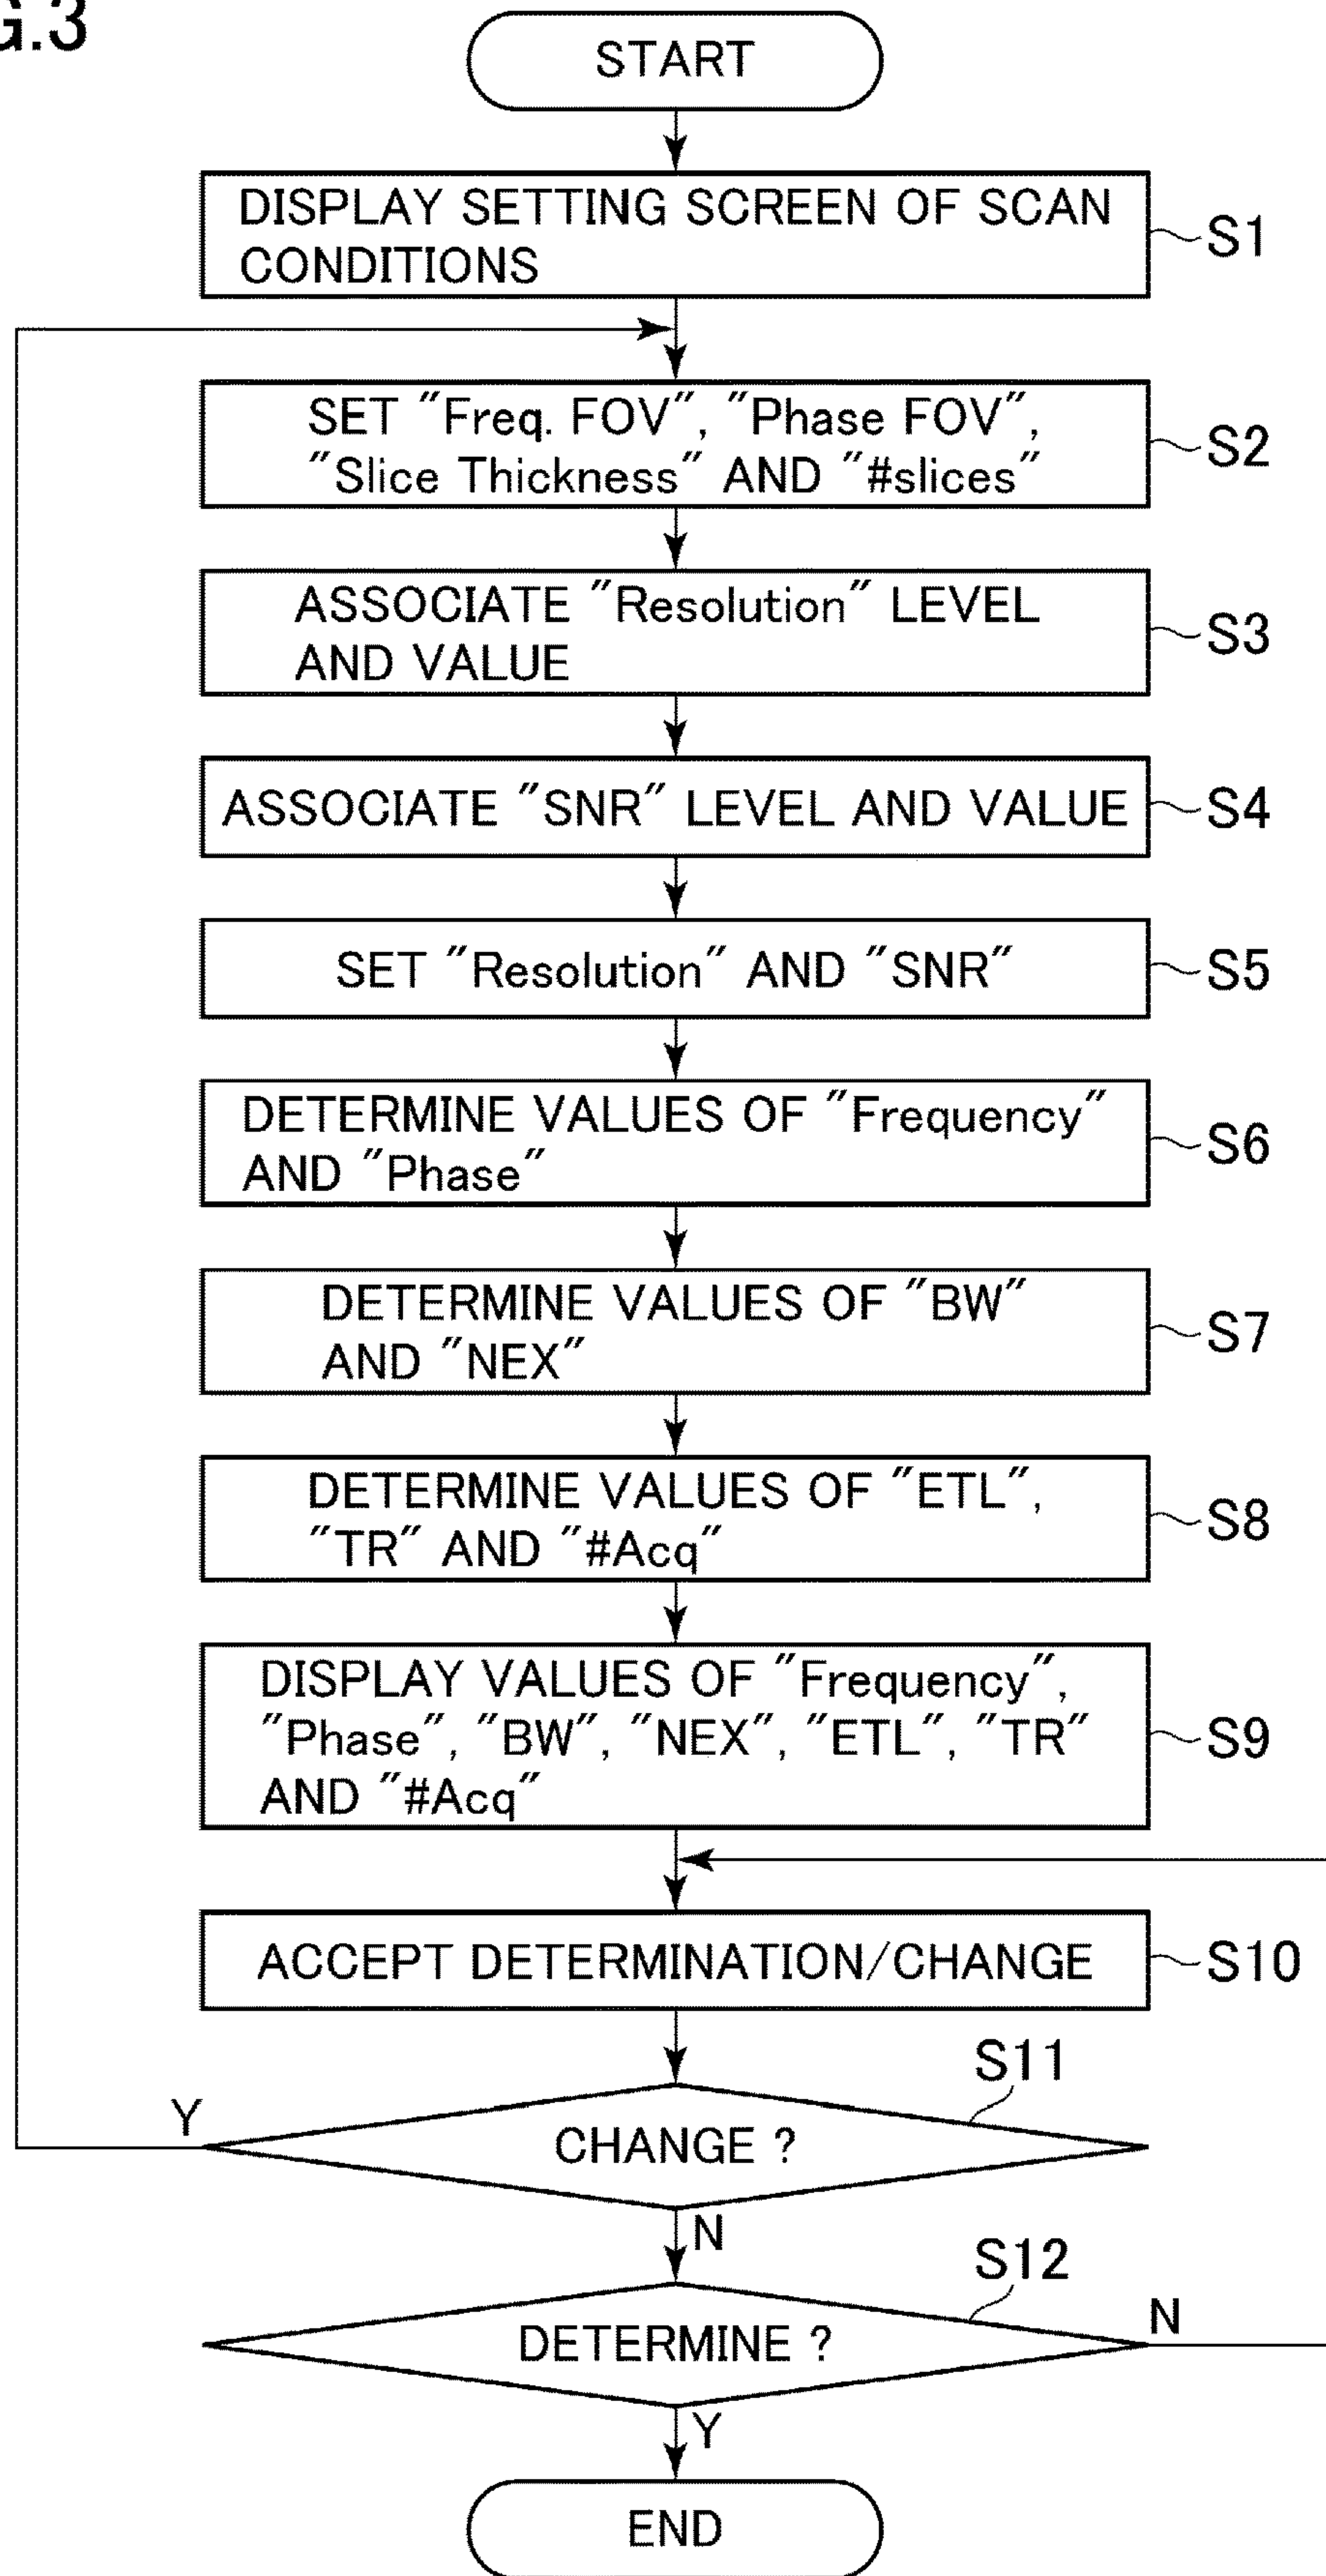 G.3
START
DISPLAY SETTING SCREEN OF SCAN
CONDITIONS
S1
SET "Freq. FOV", "Phase FOV",
"Slice Thickness" AND "#slices"
S2
ASSOCIATE "Resolution" LEVEL
AND VALUE
S3
ASSOCIATE "SNR" LEVEL AND VALUE
S4
SET "Resolution" AND "SNR"
S5
DETERMINE VALUES OF "Frequency"
AND "Phase"
S6
DETERMINE VALUES OF "BW"
AND "NEX"
S7
DETERMINE VALUES OF "ETL",
"TR" AND "#Acq"
S8
DISPLAY VALUES OF "Frequency",
"Phase", "BW", "NEX", "ETL", "TR"
AND "#Acq"
S9
ACCEPT DETERMINATION/CHANGE
S10
S11
Y
CHANGE ?
N
S12
N
DETERMINE ?
Y
END